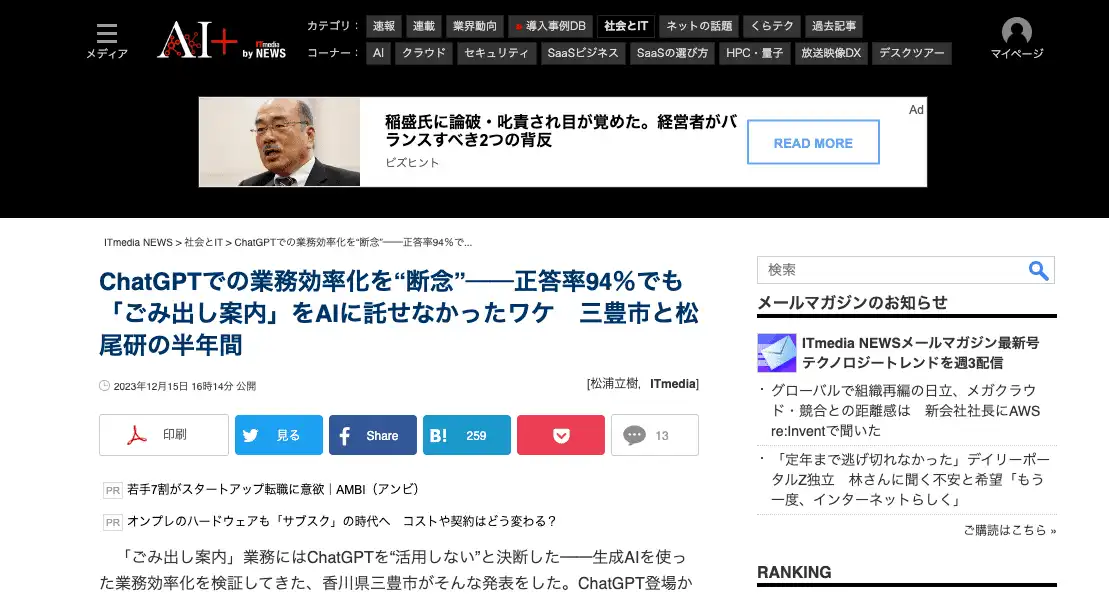 メディア
AI+
by ITmedia NEWS
カテゴリ： 速報 連載 業界動向 導入事例DB 社会とIT ネットの話題 くらテク 過去記事
コーナー： AI クラウド セキュリティ SaaSビジネス SaaSの選び方 HPC・量子 放送映像DX デスクツアー
マイページ
稲盛氏に論破・叱責され目が覚めた。経営者がバ
ランスすべき2つの背反
ビズヒント
READ MORE
Ad
ITmedia NEWS > 社会とIT > ChatGPTでの業務効率化を“断念”――正答率94％で...
ChatGPTでの業務効率化を“断念”――正答率94％でも
「ごみ出し案内」をAIに託せなかったワケ　三豊市と松
尾研の半年間
2023年12月15日 16時14分 公開
[松浦立樹, ITmedia]
印刷
見る
Share
B! 259
13
PR 若手7割がスタートアップ転職に意欲｜AMBI（アンビ）
PR オンプレのハードウェアも「サブスク」の時代へ　コストや契約はどう変わる？
「ごみ出し案内」業務にはChatGPTを“活用しない”と決断した――生成AIを使っ
た業務効率化を検証してきた、香川県三豊市がそんな発表をした。ChatGPT登場か
検索
メールマガジンのお知らせ
ITmedia NEWSメールマガジン最新号
テクノロジートレンドを週3配信
・グローバルで組織再編の日立、メガクラウ
ド・競合との距離感は　新会社社長にAWS
re:Inventで聞いた
・「定年まで逃げ切れなかった」デイリーポー
タルZ独立　林さんに聞く不安と希望「もう
一度、インターネットらしく」
ご購読はこちら »
RANKING